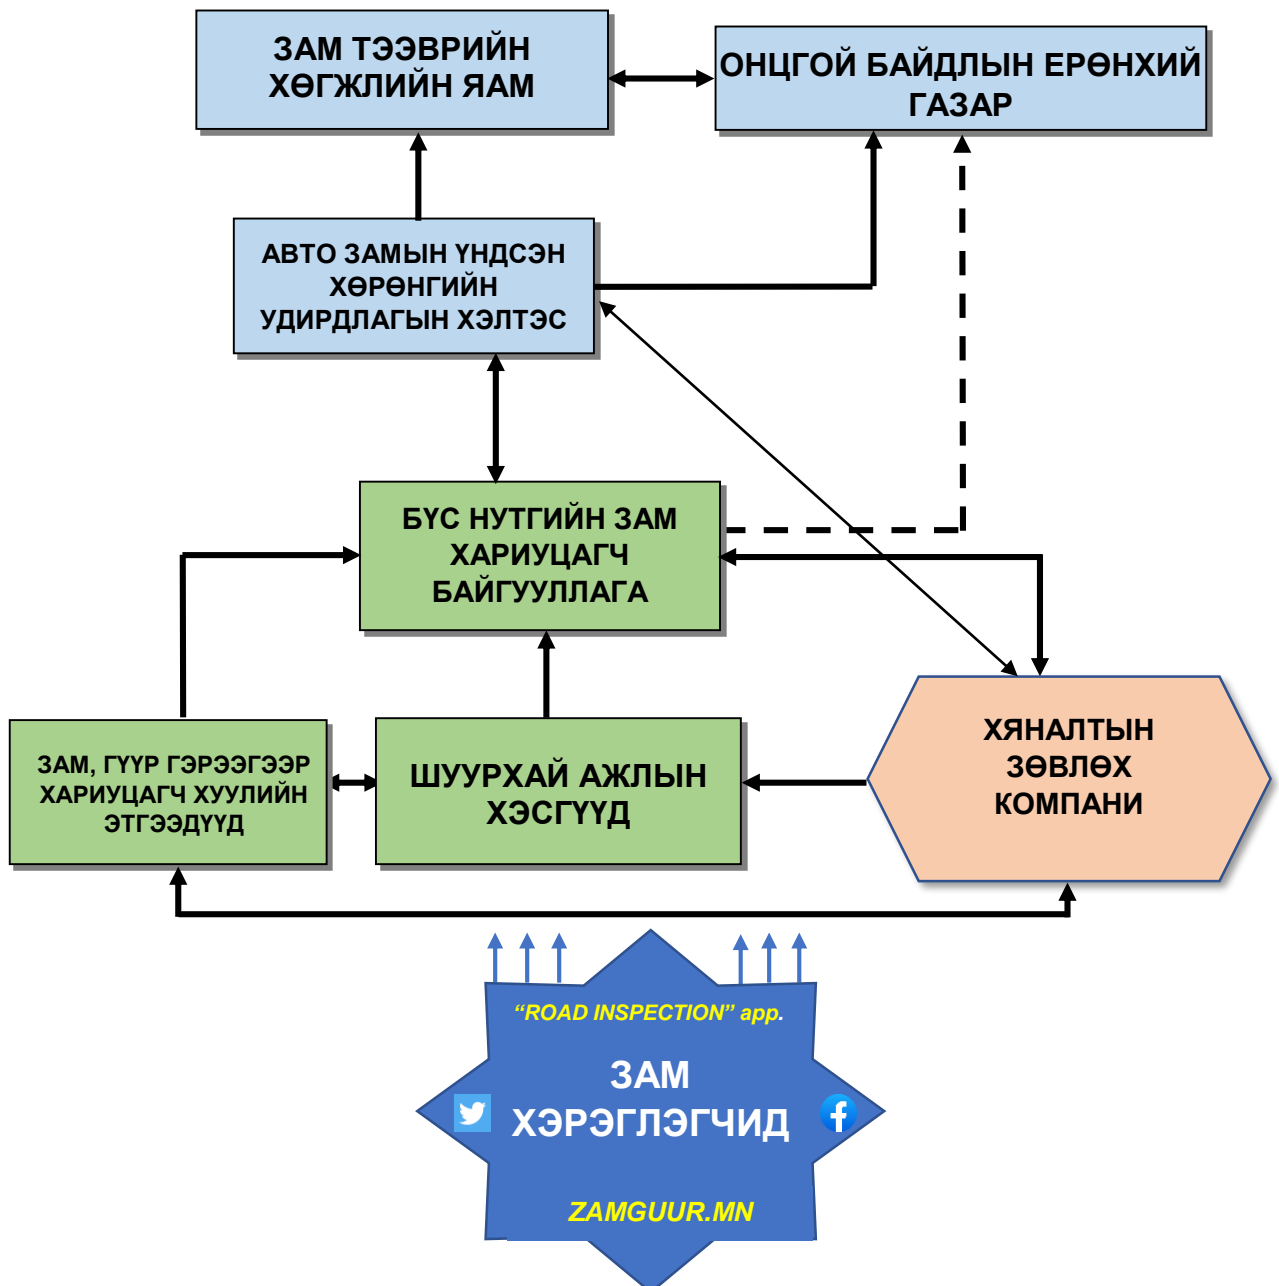 ЗАМ ТЭЭВРИЙН
ХӨГЖЛИЙН ЯАМ
ОНЦГОЙ БАЙДЛЫН ЕРӨНХИЙ
ГАЗАР
АВТО ЗАМЫН ҮНДСЭН
ХӨРӨНГИЙН
УДИРДЛАГЫН ХЭЛТЭС
БҮС НУТГИЙН ЗАМ
ХАРИУЦАГЧ
БАЙГУУЛЛАГА
ЗАМ, ГҮҮР ГЭРЭЭГЭЭР
ХАРИУЦАГЧ ХУУЛИЙН
ЭТГЭЭДҮҮД
ШУУРХАЙ АЖЛЫН
ХЭСГҮҮД
ХЯНАЛТЫН
ЗӨВЛӨХ
КОМПАНИ
“ROAD INSPECTION” app.
ЗАМ
ХЭРЭГЛЭГЧИД
ZAMGUUR.MN